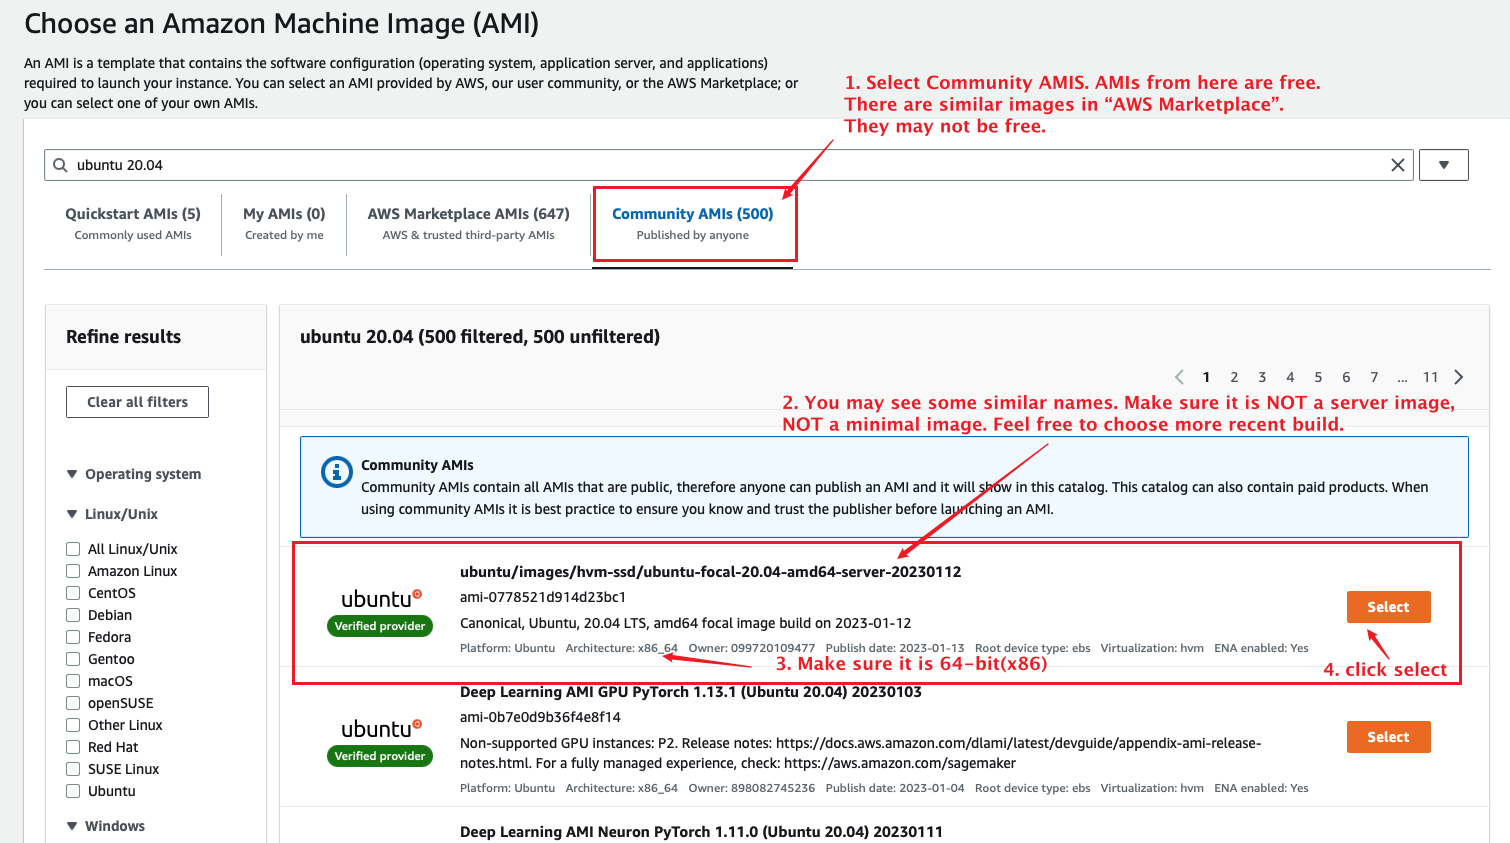 Choose an Amazon Machine Image (AMI)
An AMI is a template that contains the software configuration (operating system, application server, and applications)
required to launch your instance. You can select an AMI provided by AWS, our user community, or the AWS Marketplace; or
you can select one of your own AMIs.
1. Select Community AMIS. AMIs from here are free.
There are similar images in “AWS Marketplace”.
They may not be free.
ubuntu 20.04
Quickstart AMIs (5)
Commonly used AMIs
My AMIs (0)
Created by me
AWS Marketplace AMIs (647)
AWS & trusted third-party AMIs
Community AMIs (500)
Published by anyone
Refine results
Clear all filters
Operating system
Linux/Unix
All Linux/Unix
Amazon Linux
CentOS
Debian
Fedora
Gentoo
macOS
openSUSE
Other Linux
Red Hat
SUSE Linux
Ubuntu
Windows
ubuntu 20.04 (500 filtered, 500 unfiltered)
1 2 3 4 5 6 7 ... 11
2. You may see some similar names. Make sure it is NOT a server image,
NOT a minimal image. Feel free to choose more recent build.
Community AMIs
Community AMIs contain all AMIs that are public, therefore anyone can publish an AMI and it will show in this catalog. This catalog can also contain paid products. When
using community AMIs it is best practice to ensure you know and trust the publisher before launching an AMI.
ubuntu
Verified provider
ubuntu/images/hvm-ssd/ubuntu-focal-20.04-amd64-server-20230112
ami-0778521d914d23bc1
Canonical, Ubuntu, 20.04 LTS, amd64 focal image build on 2023-01-12
Platform: Ubuntu Architecture: x86_64 Owner: 099720109477 Publish date: 2023-01-13 Root device type: ebs Virtualization: hvm ENA enabled: Yes
Select
3. Make sure it is 64-bit(x86)
4. click select
ubuntu
Verified provider
Deep Learning AMI GPU PyTorch 1.13.1 (Ubuntu 20.04) 20230103
ami-0b7e0d9b36f4e8f14
Non-supported GPU instances: P2. Release notes: https://docs.aws.amazon.com/dlami/latest/devguide/appendix-ami-release-
notes.html. For a fully managed experience, check: https://aws.amazon.com/sagemaker
Platform: Ubuntu Architecture: x86_64 Owner: 898082745236 Publish date: 2023-01-04 Root device type: ebs Virtualization: hvm ENA enabled: Yes
Select
Deep Learning AMI Neuron PyTorch 1.11.0 (Ubuntu 20.04) 20230111